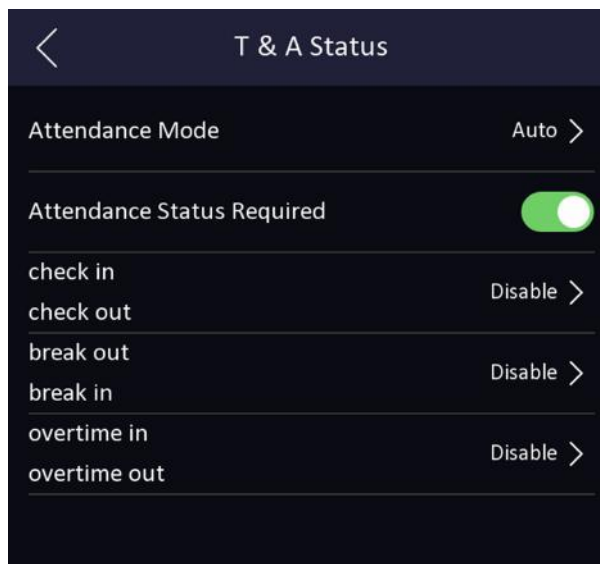 T & A Status
Attendance Mode Auto
Attendance Status Required
check in
check out
Disable
break out
break in
Disable
overtime in
overtime out
Disable